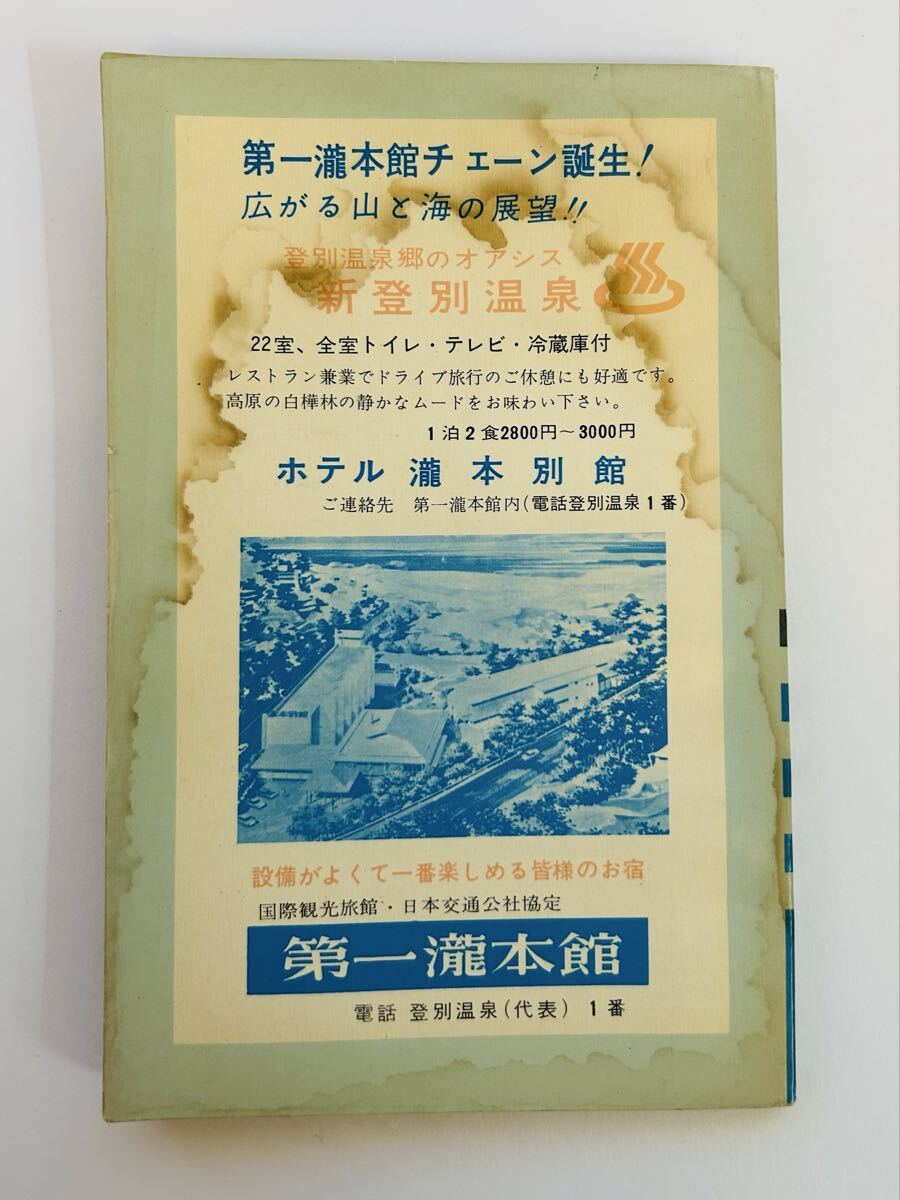 第一瀧本館チェーン誕生!
広がる山と海の展望!!
登別温泉郷のオアシス
新登別温泉
22室、全室トイレ・テレビ・冷蔵庫付
レストラン兼業でドライブ旅行のご休憩にも好適です。
高原の白樺林の静かなムードをお味わい下さい。
1泊2食2800円〜3000円
ホテル 瀧本別館
ご連絡先 第一瀧本館内(電話登別温泉1番)
設備がよくて一番楽しめる皆様のお宿
国際観光旅館・日本交通公社協定
第一瀧本館
電話 登別温泉(代表) 1番